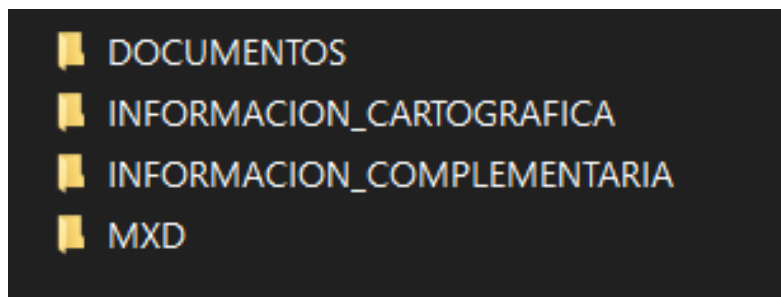 DOCUMENTOS
INFORMACION_CARTOGRAFICA
INFORMACION_COMPLEMENTARIA
MXD